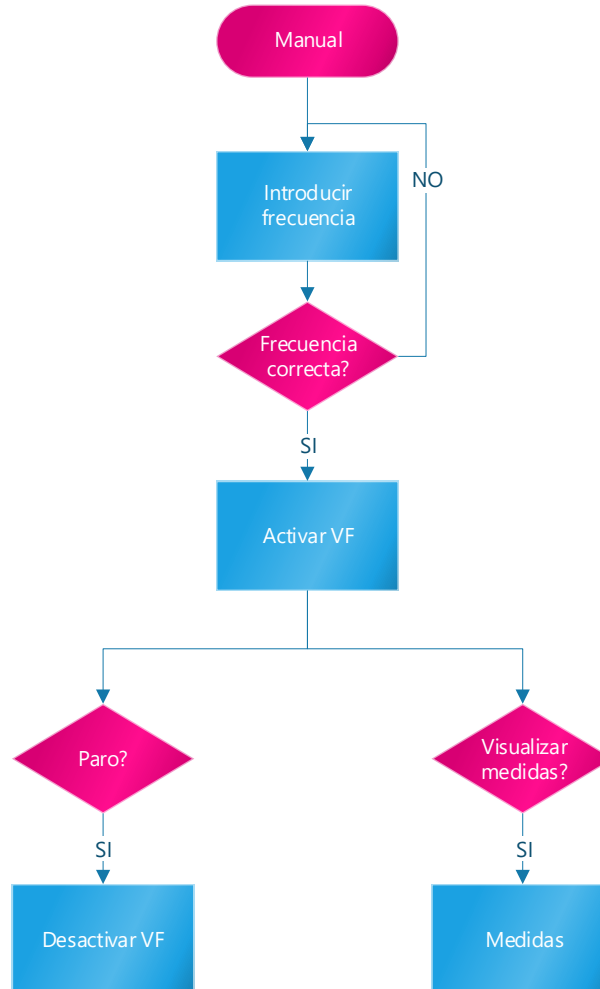 Manual
NO
Introducir
frecuencia
Frecuencia
correcta?
SI
Activar VF
Paro?
Visualizar
medidas?
SI
SI
Desactivar VF
Medidas